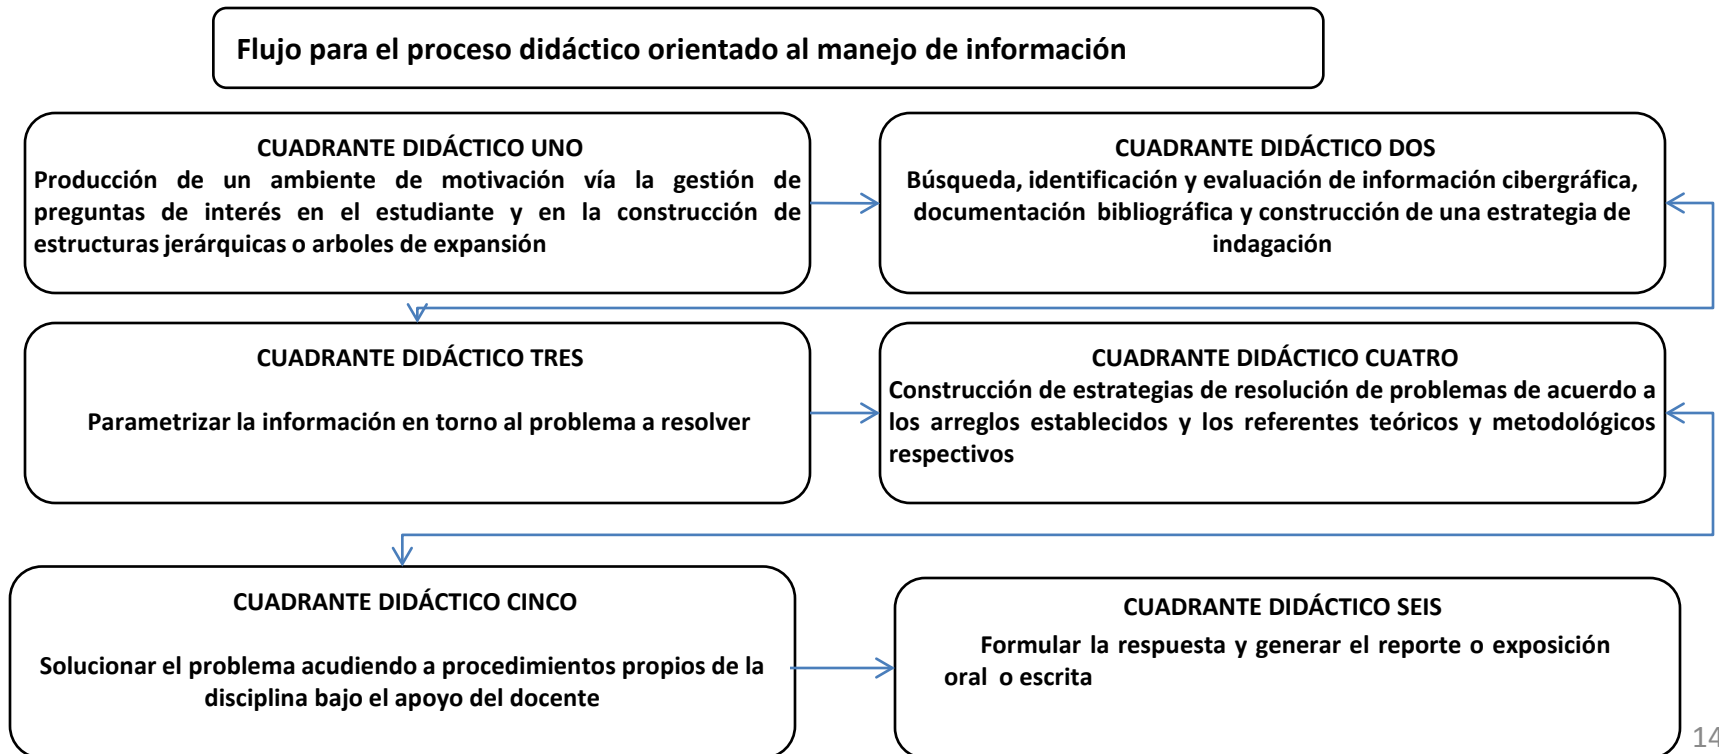 Flujo para el proceso didáctico orientado al manejo de información
CUADRANTE DIDÁCTICO UNO
Producción de un ambiente de motivación vía la gestión de
preguntas de interés en el estudiante y en la construcción de
estructuras jerárquicas o arboles de expansión
CUADRANTE DIDÁCTICO DOS
Búsqueda, identificación y evaluación de información cibergráfica,
documentación bibliográfica y construcción de una estrategia de
indagación
CUADRANTE DIDÁCTICO TRES
Parametrizar la información en torno al problema a resolver
CUADRANTE DIDÁCTICO CUATRO
Construcción de estrategias de resolución de problemas de acuerdo a
los arreglos establecidos y los referentes teóricos y metodológicos
respectivos
CUADRANTE DIDÁCTICO CINCO
Solucionar el problema acudiendo a procedimientos propios de la
disciplina bajo el apoyo del docente
CUADRANTE DIDÁCTICO SEIS
Formular la respuesta y generar el reporte o exposición
oral o escrita
14